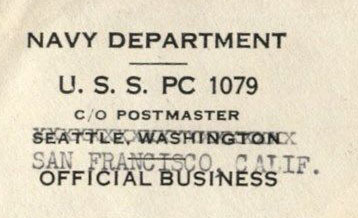 NAVY DEPARTMENT
U. S. S. PC 1079
C/O POSTMASTER
SEATTLE, WASHINGTON
SAN FRANCISCO, CALIF.
OFFICIAL BUSINESS